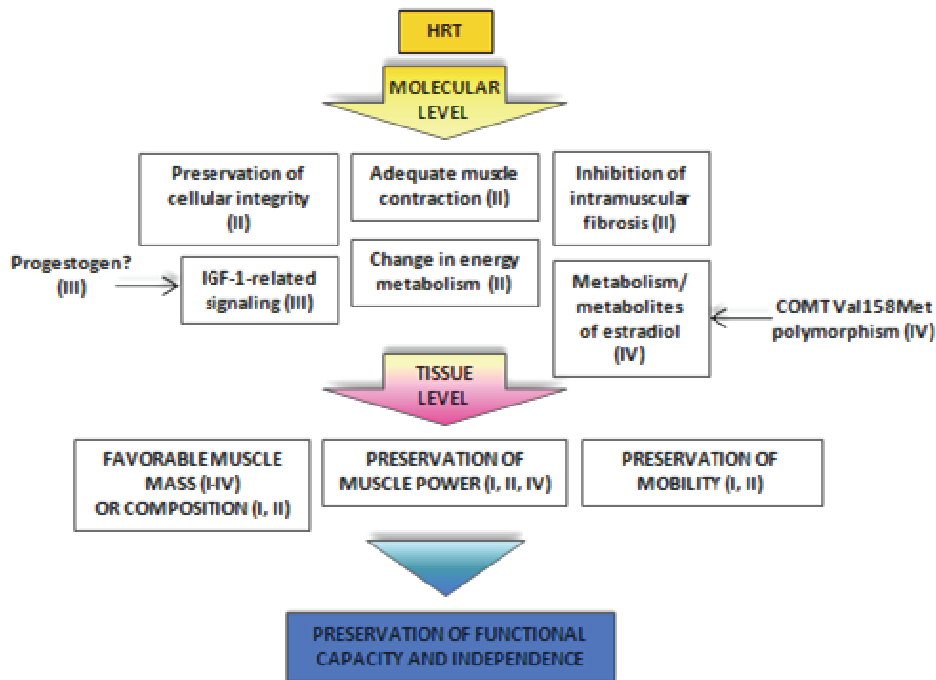 HRT
MOLECULAR
LEVEL
Preservation of
cellular integrity
(II)
Adequate muscle
contraction (II)
Inhibition of
intramuscular
fibrosis (II)
Progestogen?
(III)
IGF-1-related
signaling (III)
Change in energy
metabolism (II)
Metabolism/
metabolites
of estradiol
(IV)
COMT Val158Met
polymorphism (IV)
TISSUE
LEVEL
FAVORABLE MUSCLE
MASS (I-IV)
OR COMPOSITION (I, II)
PRESERVATION OF
MUSCLE POWER (I, II, IV)
PRESERVATION OF
MOBILITY (I, II)
PRESERVATION OF FUNCTIONAL
CAPACITY AND INDEPENDENCE